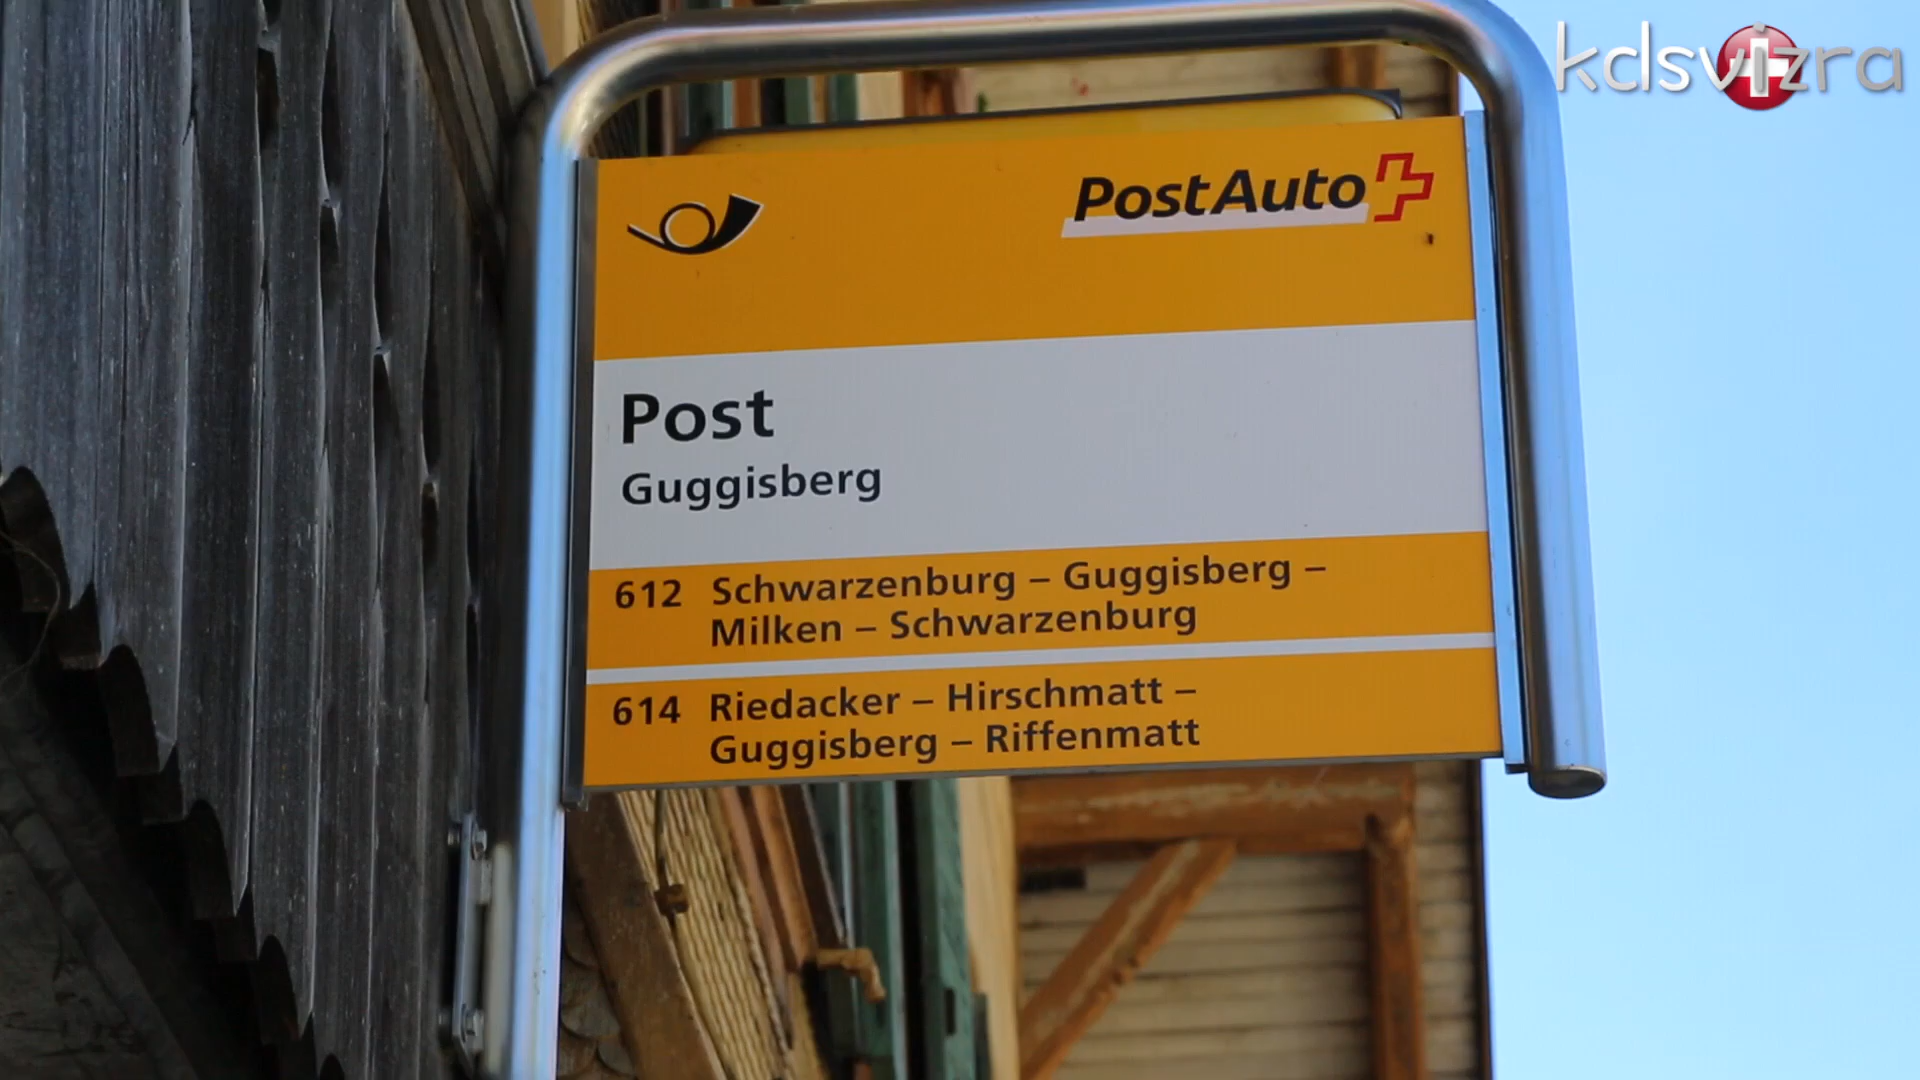 kdsvizra
PostAuto
Post
Guggisberg
612 Schwarzenburg – Guggisberg –
Milken – Schwarzenburg
614 Riedacker – Hirschmatt –
Guggisberg – Riffenmatt